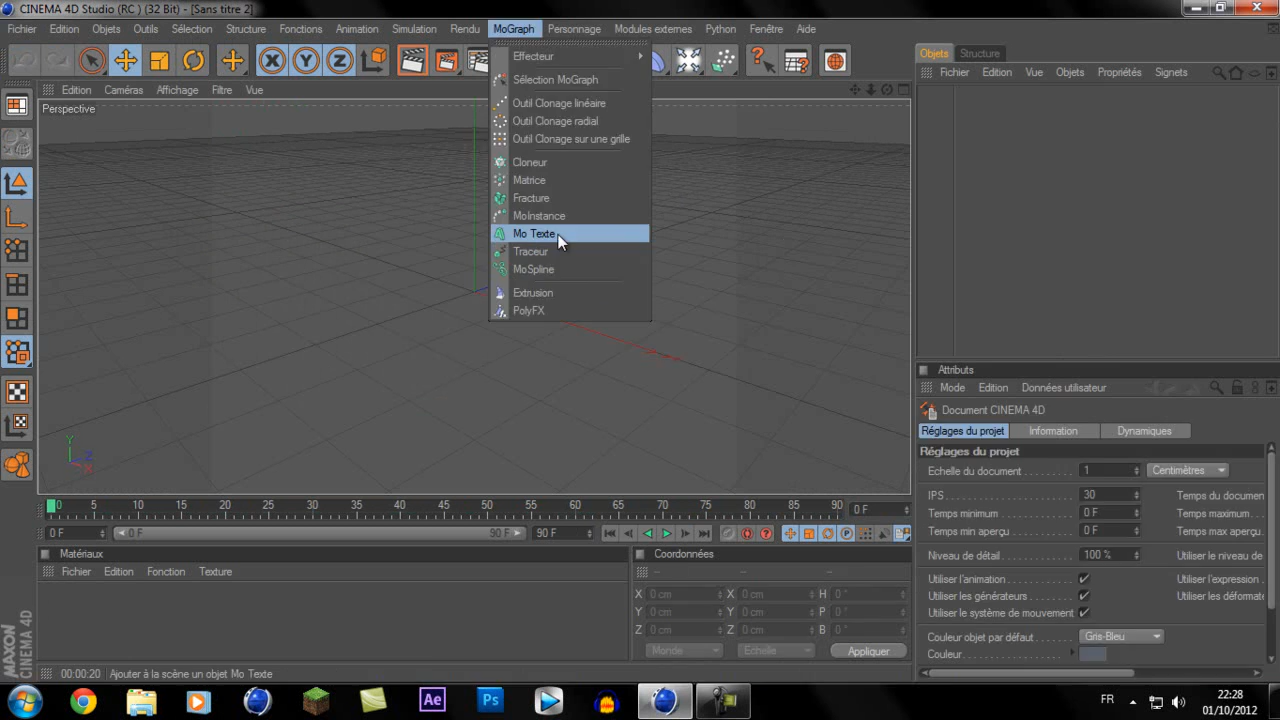 CINEMA 4D Studio (RC ) (32 Bit) - [Sans titre 2]
Fichier Edition Objets Outils Sélection Structure Fonctions Animation Simulation Rendu MoGraph Personnage Modules externes Python Fenêtre Aide
X Y Z
Edition Caméras Affichage Filtre Vue
Perspective
Effecteur
Sélection MoGraph
Outil Clonage linéaire
Outil Clonage radial
Outil Clonage sur une grille
Cloneur
Matrice
Fracture
MoInstance
Mo Texte
Traceur
MoSpline
Extrusion
PolyFX
Y Z X
Objets Structure
Fichier Edition Vue Objets Propriétés Signets
Attributs
Mode Edition Données utilisateur
Document CINEMA 4D
Réglages du projet Information Dynamiques
Réglages du projet
Echelle du document 1 Centimètres
IPS 30 Temps du documen
Temps minimum 0 F Temps maximum
Temps min aperçu 0 F Temps max aperçu
Niveau de détail 100 % Utiliser le niveau de
Utiliser l'animation Utiliser l'expression
Utiliser les générateurs Utiliser les déformate
Utiliser le système de mouvement
Couleur objet par défaut Gris-Bleu
Couleur
0 5 10 15 20 25 30 35 40 45 50 55 60 65 70 75 80 85 90 0 F
0 F 0 F 90 F 90 F
Matériaux
Fichier Edition Fonction Texture
Coordonnées
-- -- --
X 0 cm X 0 cm H 0 °
Y 0 cm Y 0 cm P 0 °
Z 0 cm Z 0 cm B 0 °
Monde Echelle Appliquer
MAXON
CINEMA 4D
00:00:20 Ajouter à la scène un objet Mo Texte
Ae Ps FR 22:28
01/10/2012